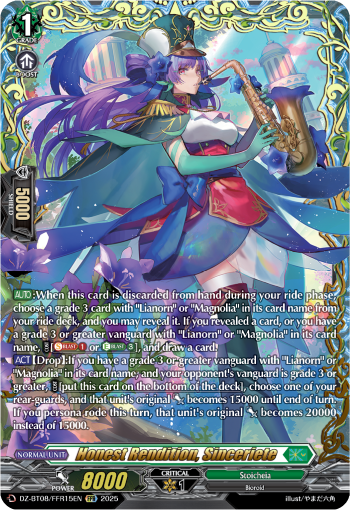 1
GRADE
BOOST
5000
SHIELD
AUTO:When this card is discarded from hand during your ride phase,
choose a grade 3 card with "Lianorn" or "Magnolia" in its card name from
your ride deck, and you may reveal it. If you revealed a card, or you have
a grade 3 or greater vanguard with "Lianorn" or "Magnolia" in its card
name, [BLAST 1 or BLAST 3], and draw a card.
ACT [Drop]:If you have a grade 3 or greater vanguard with "Lianorn" or
"Magnolia" in its card name, and your opponent's vanguard is grade 3 or
greater, [put this card on the bottom of the deck], choose one of your
rear-guards, and that unit's original becomes 15000 until end of turn.
If you persona rode this turn, that unit's original becomes 20000
instead of 15000.
NORMAL UNIT
Honest Rendition, Sinceriete
POWER 8000
CRITICAL
1
Stoicheia
Bioroid
DZ-BT08/FFR15EN FFR 2025
illust/やまだ六角